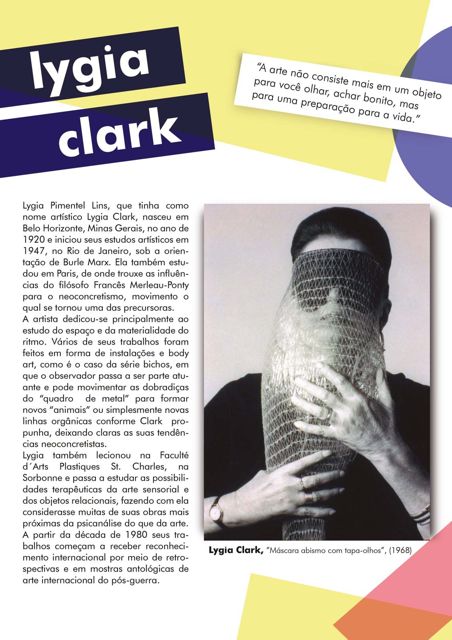 lygia
clark
“A arte não consiste mais em um objeto
para você olhar, achar bonito, mas
para uma preparação para a vida.”
Lygia Pimentel Lins, que tinha como
nome artístico Lygia Clark, nasceu em
Belo Horizonte, Minas Gerais, no ano de
1920 e iniciou seus estudos artísticos em
1947, no Rio de Janeiro, sob a orien-
tação de Burle Marx. Ela também estu-
dou em Paris, de onde trouxe as influên-
cias do filósofo Francês Merleau-Ponty
para o neoconcretismo, movimento o
qual se tornou uma das precursoras.
A artista dedicou-se principalmente ao
estudo do espaço e da materialidade do
ritmo. Vários de seus trabalhos foram
feitos em forma de instalações e body
art, como é o caso da série bichos, em
que o observador passa a ser parte atu-
ante e pode movimentar as dobradiças
do “quadro de metal” para formar
novos “animais” ou simplesmente novas
linhas orgânicas conforme Clark pro-
punha, deixando claras as suas tendên-
cias neoconcretistas.
Lygia também lecionou na Faculté
d´Arts Plastiques St. Charles, na
Sorbonne e passa a estudar as possibili-
dades terapêuticas da arte sensorial e
dos objetos relacionais, fazendo com ela
considerasse muitas de suas obras mais
próximas da psicanálise do que da arte.
A partir da década de 1980 seus tra-
balhos começam a receber reconheci-
mento internacional por meio de retro-
spectivas e em mostras antológicas de
arte internacional do pós-guerra.
Lygia Clark, “Máscara abismo com tapa-olhos”, (1968)